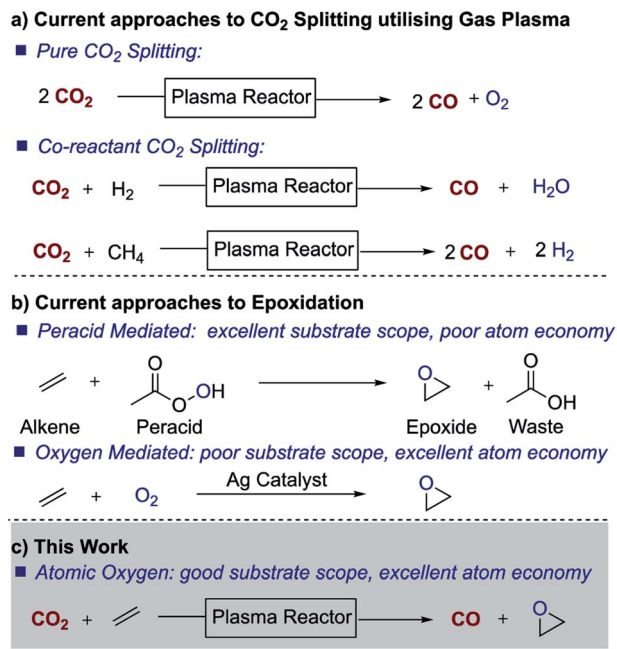 a) Current approaches to CO₂ Splitting utilising Gas Plasma
Pure CO₂ Splitting:
2 CO₂ Plasma Reactor 2 CO + O₂
Co-reactant CO₂ Splitting:
CO₂ + H₂ Plasma Reactor CO + H₂O
CO₂ + CH₄ Plasma Reactor 2 CO + 2 H₂
b) Current approaches to Epoxidation
Peracid Mediated: excellent substrate scope, poor atom economy
+ O O OH O + O OH
Alkene Peracid Epoxide Waste
Oxygen Mediated: poor substrate scope, excellent atom economy
+ O₂ Ag Catalyst O
c) This Work
Atomic Oxygen: good substrate scope, excellent atom economy
CO₂ + Plasma Reactor CO + O